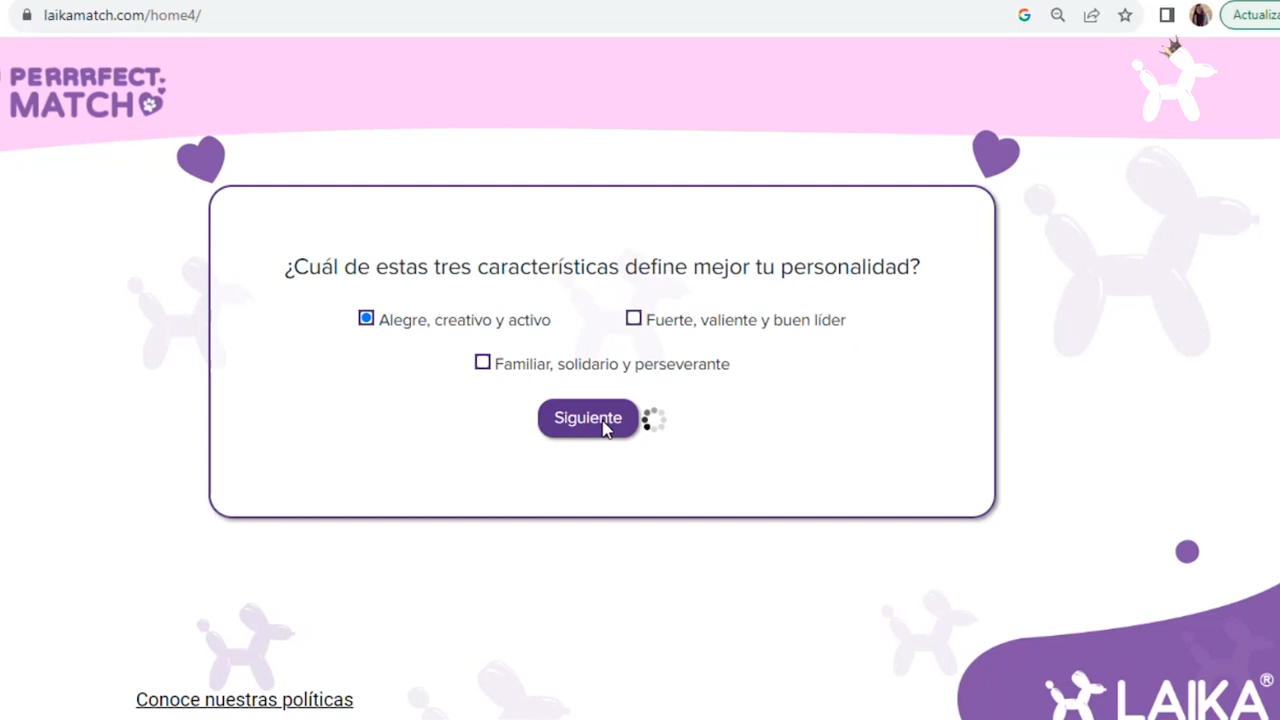 laikamatch.com/home4/
Actualiza
PERRRFECT
MATCH
¿Cuál de estas tres características define mejor tu personalidad?
Alegre, creativo y activo
Fuerte, valiente y buen líder
Familiar, solidario y perseverante
Siguiente
Conoce nuestras políticas
LAIKA®